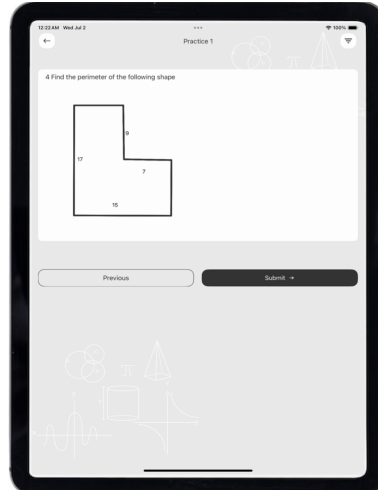 12:22 AM Wed Jul 2
100%
Practice 1
4 Find the perimeter of the following shape
9
17
7
15
Previous
Submit →
π
π